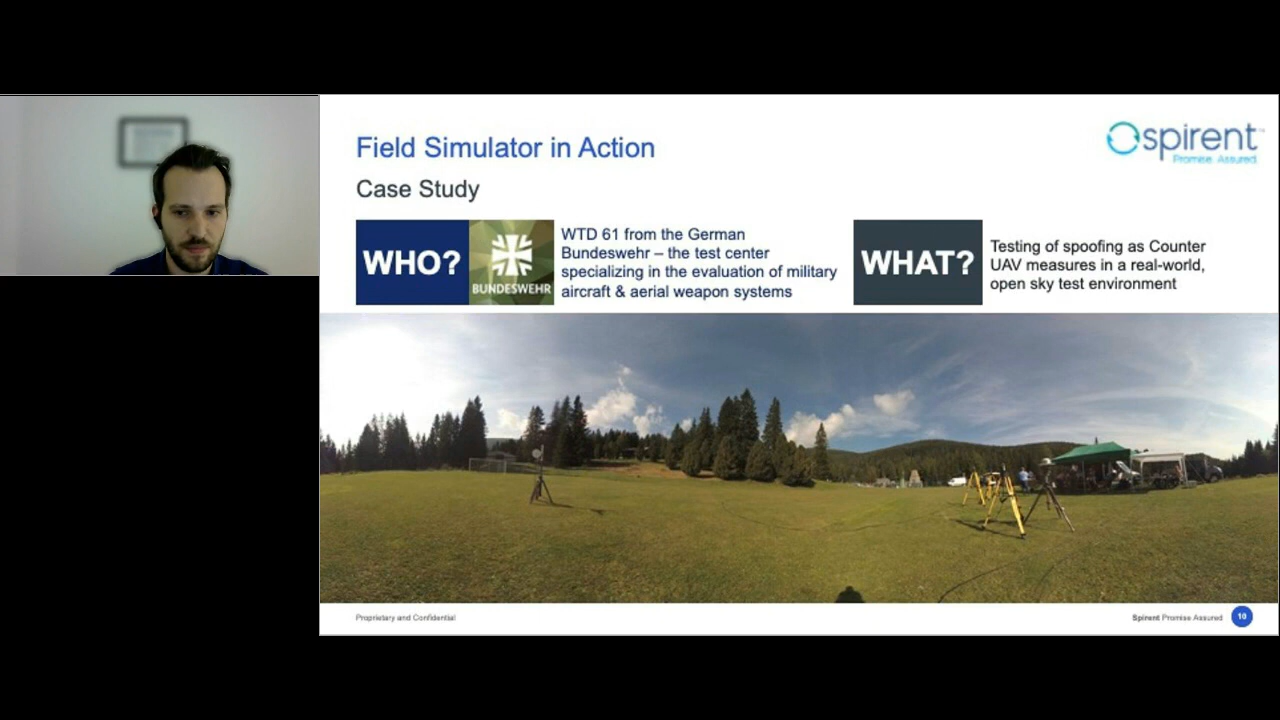 Field Simulator in Action
spirent
Promise. Assured.
Case Study
WHO?
BUNDESWEHR
WTD 61 from the German
Bundeswehr – the test center
specializing in the evaluation of military
aircraft & aerial weapon systems
WHAT?
Testing of spoofing as Counter
UAV measures in a real-world,
open sky test environment
Proprietary and Confidential
Spirent Promise Assured
10